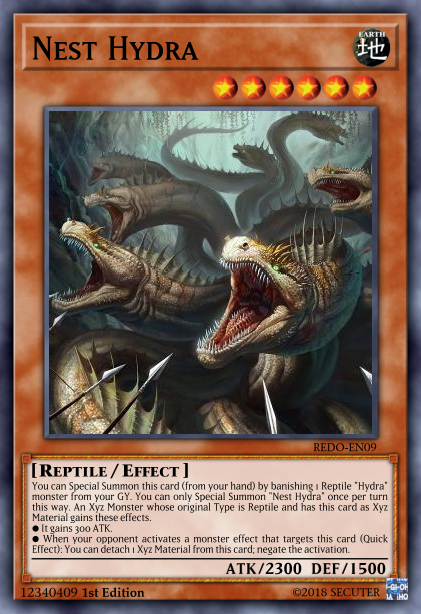 NEST HYDRA
EARTH
地
REDO-EN09
[REPTILE/EFFECT]
You can Special Summon this card (from your hand) by banishing 1 Reptile "Hydra"
monster from your GY. You can only Special Summon "Nest Hydra" once per turn
this way. An Xyz Monster whose original Type is Reptile and has this card as Xyz
Material gains these effects.
● It gains 300 ATK.
● When your opponent activates a monster effect that targets this card (Quick
Effect): You can detach 1 Xyz Material from this card; negate the activation.
ATK/2300 DEF/1500
12340409 1st Edition
©2018 SECUTER